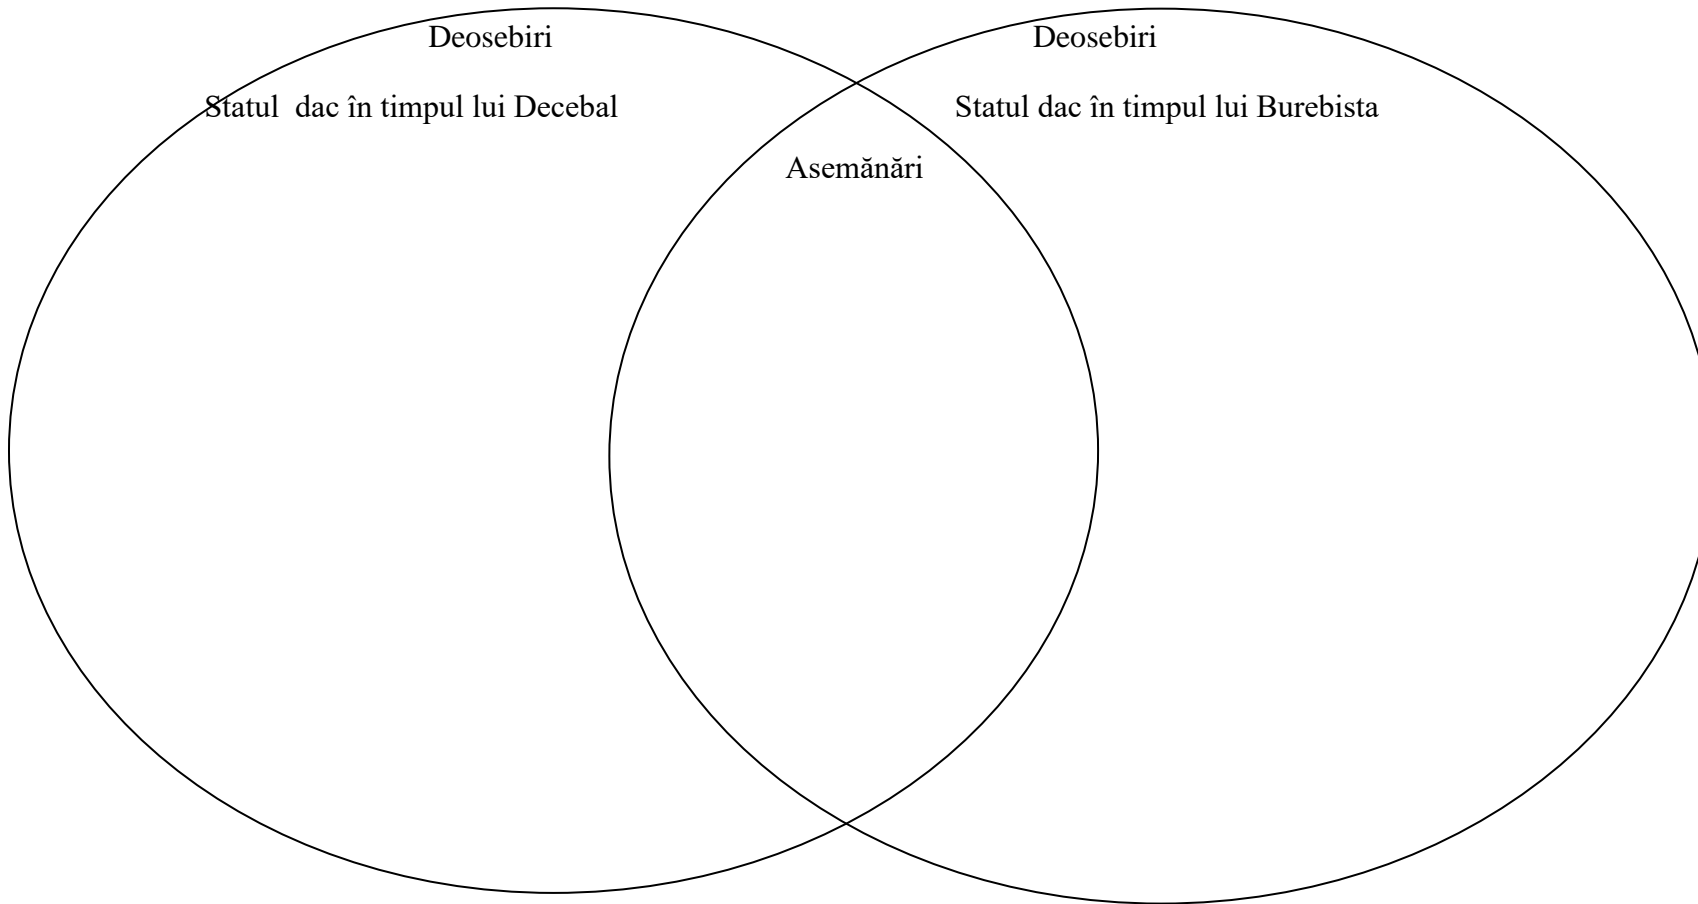 Deosebiri
Deosebiri
Statul  dac în timpul lui Decebal
Statul dac în timpul lui Burebista
Asemănări